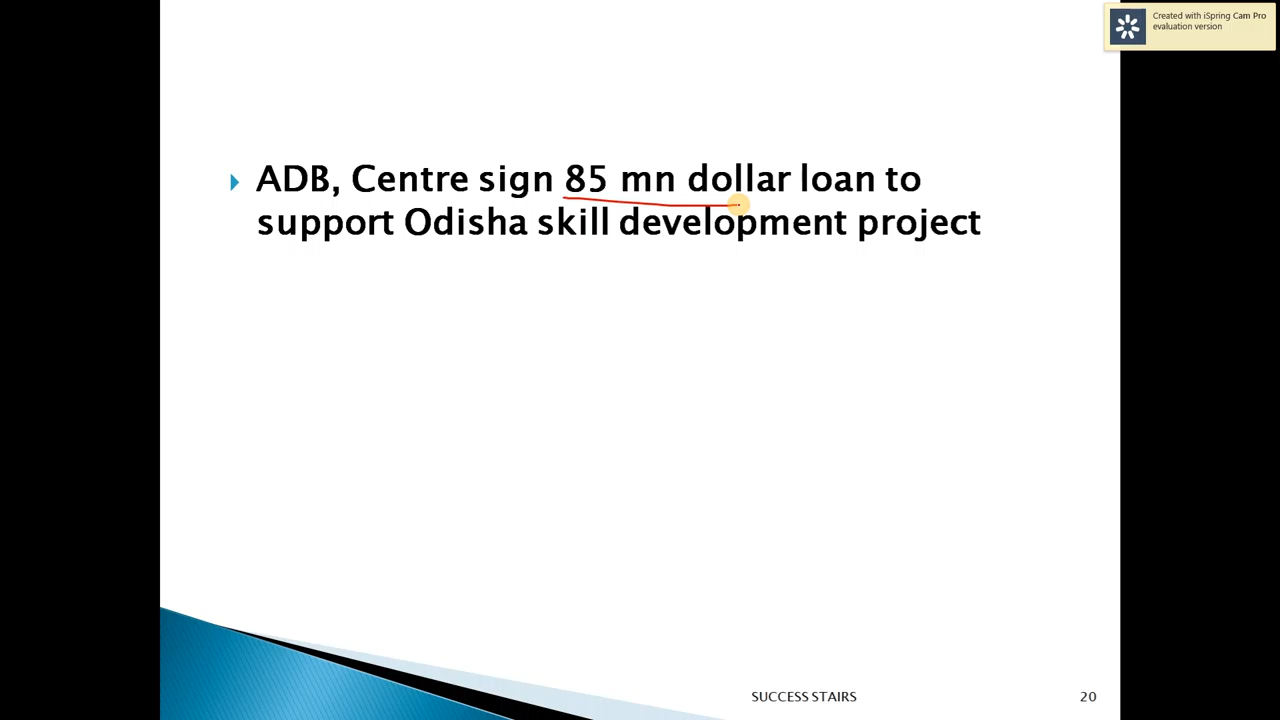 Created with iSpring Cam Pro
evaluation version
ADB, Centre sign 85 mn dollar loan to
support Odisha skill development project
SUCCESS STAIRS
20